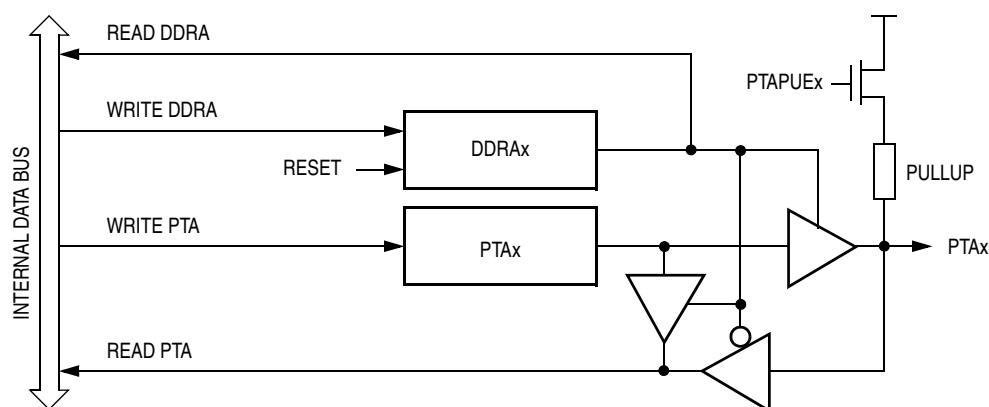 READ DDRA
PTAPUEx
WRITE DDRA
DDRAx
RESET
PULLUP
WRITE PTA
PTAx
PTAx
INTERNAL DATA BUS
READ PTA